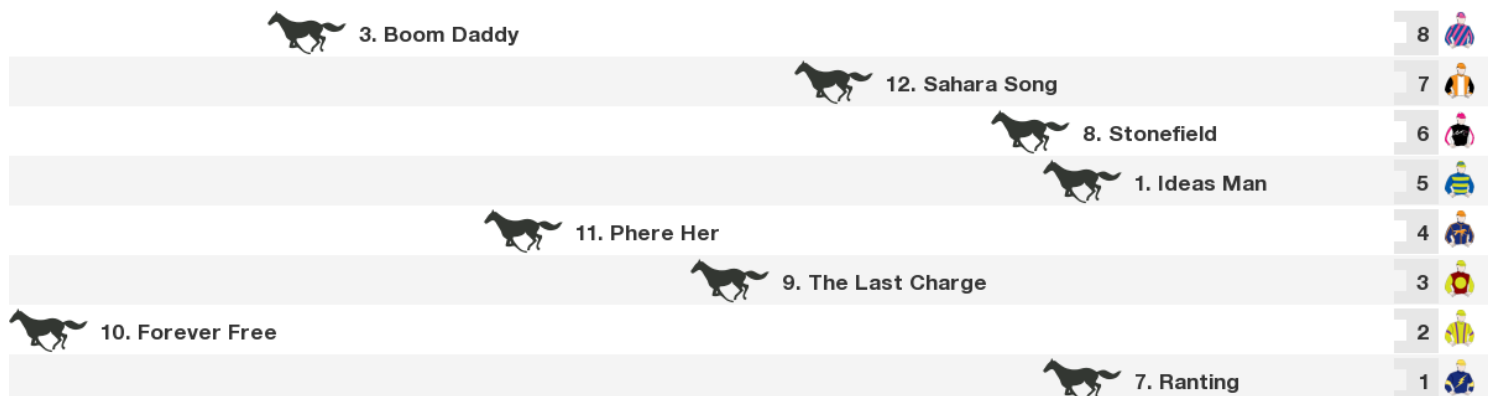 3. Boom Daddy 8
12. Sahara Song 7
8. Stonefield 6
1. Ideas Man 5
11. Phere Her 4
9. The Last Charge 3
10. Forever Free 2
7. Ranting 1